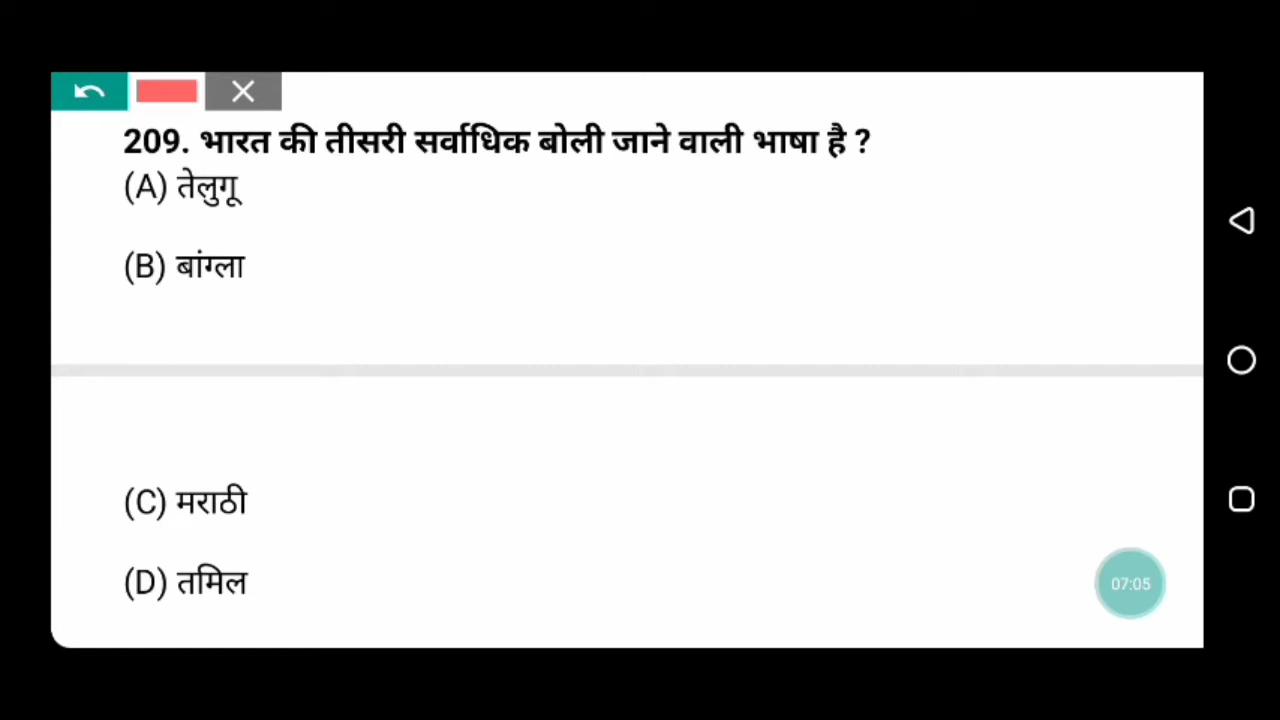 209. भारत की तीसरी सर्वाधिक बोली जाने वाली भाषा है ?
(A) तेलुगू
(B) बांग्ला
(C) मराठी
(D) तमिल
07:05